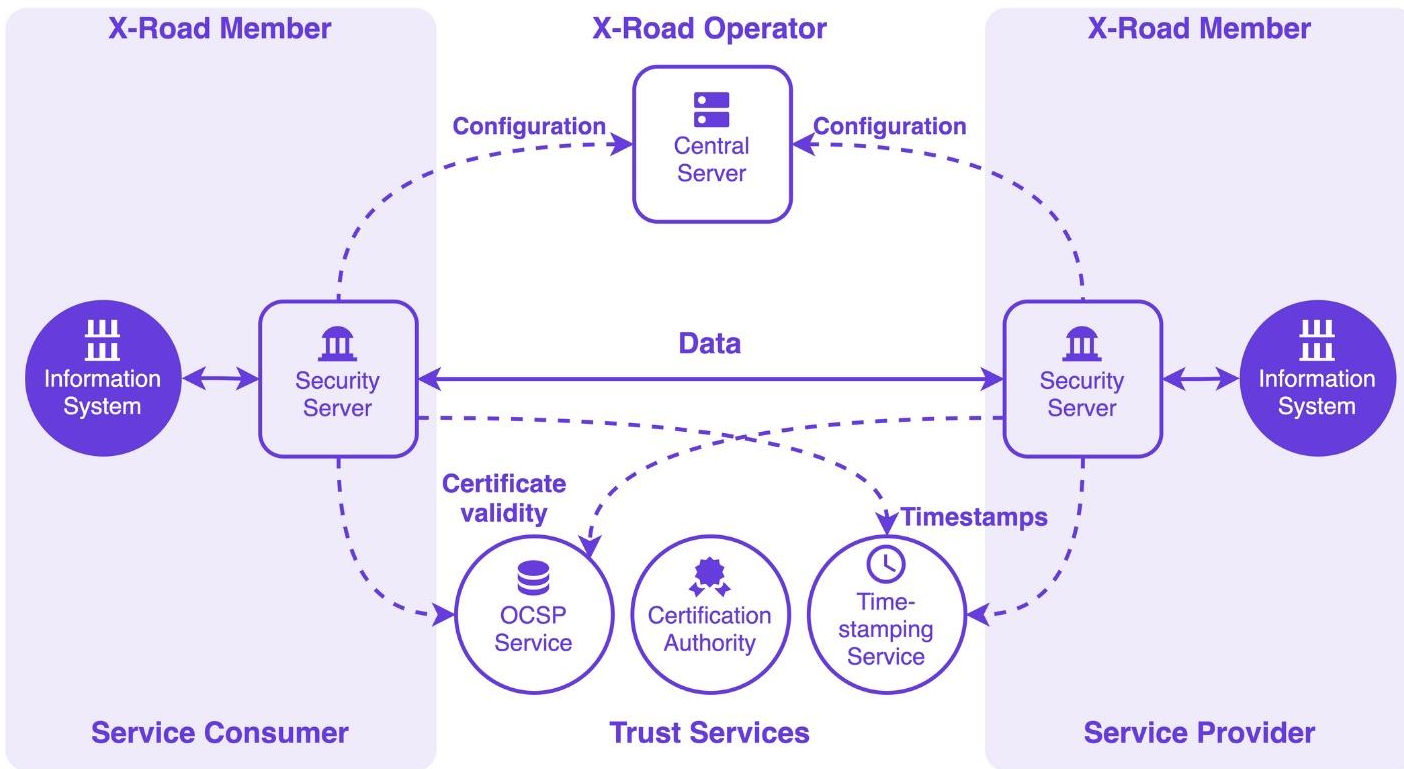 X-Road Member
X-Road Operator
X-Road Member
Configuration
Configuration
Central
Server
Data
Information
System
Security
Server
Security
Server
Information
System
Certificate
validity
Timestamps
OCSP
Service
Certification
Authority
Time-
stamping
Service
Service Consumer
Trust Services
Service Provider